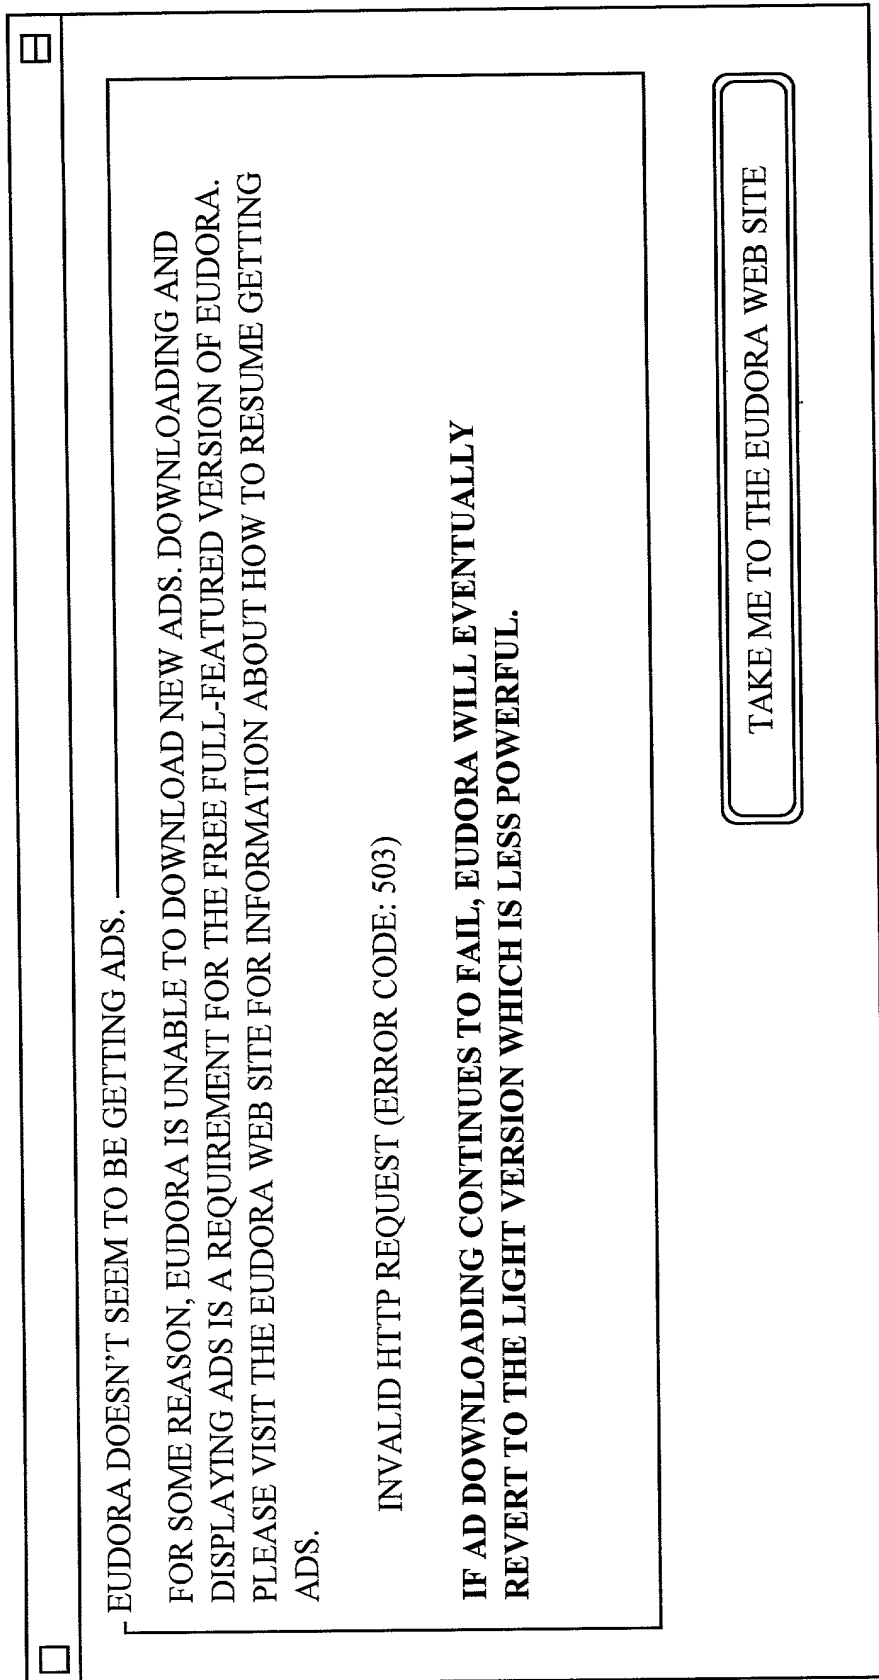 EUDORA DOESN'T SEEM TO BE GETTING ADS.
FOR SOME REASON, EUDORA IS UNABLE TO DOWNLOAD NEW ADS. DOWNLOADING AND
DISPLAYING ADS IS A REQUIREMENT FOR THE FREE FULL-FEATURED VERSION OF EUDORA.
PLEASE VISIT THE EUDORA WEB SITE FOR INFORMATION ABOUT HOW TO RESUME GETTING
ADS.
INVALID HTTP REQUEST (ERROR CODE: 503)
IF AD DOWNLOADING CONTINUES TO FAIL, EUDORA WILL EVENTUALLY
REVERT TO THE LIGHT VERSION WHICH IS LESS POWERFUL.
TAKE ME TO THE EUDORA WEB SITE